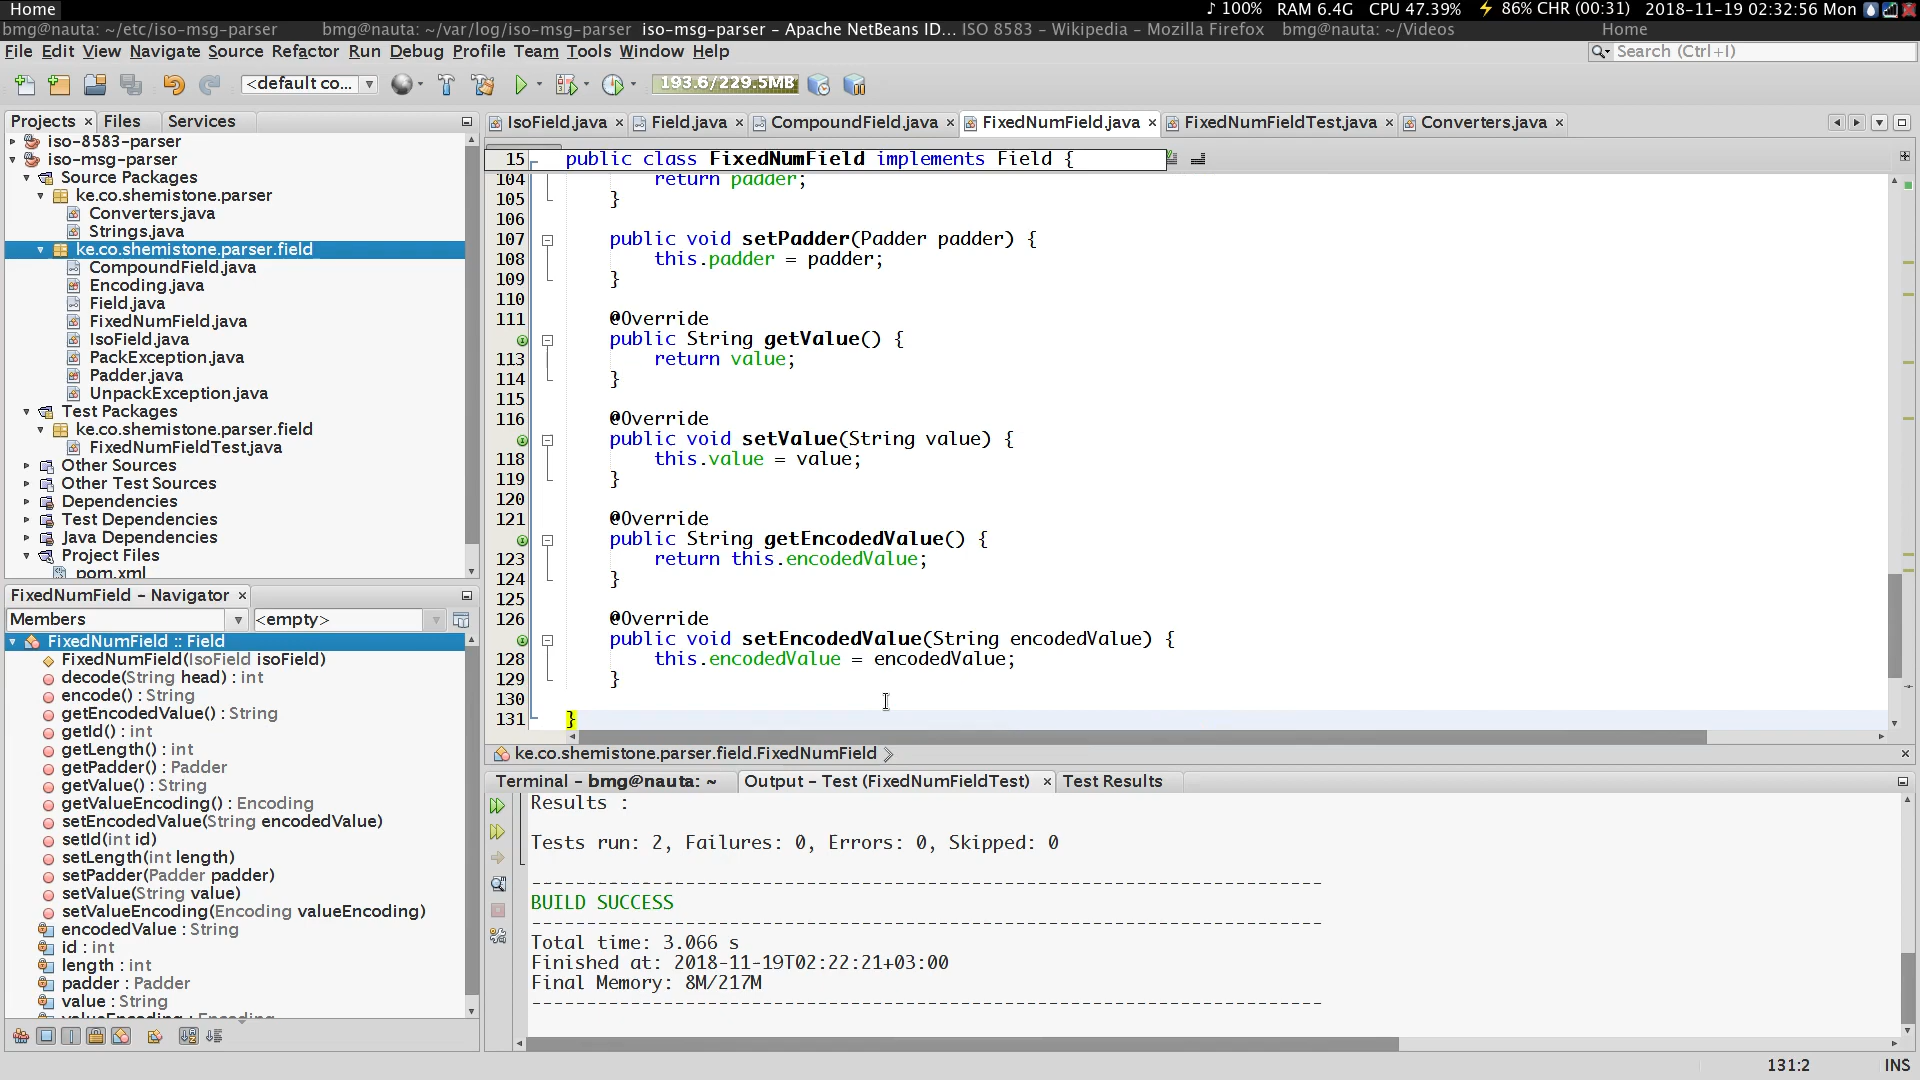 Home
♪ 100% RAM 6.4G CPU 47.39% ⚡ 86% CHR (00:31) 2018-11-19 02:32:56 Mon
bmg@nauta: ~/etc/iso-msg-parser bmg@nauta: ~/var/log/iso-msg-parser iso-msg-parser - Apache NetBeans ID... ISO 8583 - Wikipedia - Mozilla Firefox bmg@nauta: ~/Videos Home
File Edit View Navigate Source Refactor Run Debug Profile Team Tools Window Help
Search (Ctrl+I)
<default co...
193.6/229.5MB
Projects Files Services
iso-8583-parser
iso-msg-parser
Source Packages
ke.co.shemistone.parser
Converters.java
Strings.java
ke.co.shemistone.parser.field
CompoundField.java
Encoding.java
Field.java
FixedNumField.java
IsoField.java
PackException.java
Padder.java
UnpackException.java
Test Packages
ke.co.shemistone.parser.field
FixedNumFieldTest.java
Other Sources
Other Test Sources
Dependencies
Test Dependencies
Java Dependencies
Project Files
pom.xml
FixedNumField - Navigator
Members
<empty>
FixedNumField :: Field
FixedNumField(IsoField isoField)
decode(String head) : int
encode() : String
getEncodedValue() : String
getId() : int
getLength() : int
getPadder() : Padder
getValue() : String
getValueEncoding() : Encoding
setEncodedValue(String encodedValue)
setId(int id)
setLength(int length)
setPadder(Padder padder)
setValue(String value)
setValueEncoding(Encoding valueEncoding)
encodedValue : String
id : int
length : int
padder : Padder
value : String
valueEncoding : Encoding
IsoField.java Field.java CompoundField.java FixedNumField.java FixedNumFieldTest.java Converters.java
15 public class FixedNumField implements Field {
104 return padder;
105 }
106
107 public void setPadder(Padder padder) {
108 this.padder = padder;
109 }
110
111 @Override
public String getValue() {
113 return value;
114 }
115
116 @Override
public void setValue(String value) {
118 this.value = value;
119 }
120
121 @Override
public String getEncodedValue() {
123 return this.encodedValue;
124 }
125
126 @Override
public void setEncodedValue(String encodedValue) {
128 this.encodedValue = encodedValue;
129 }
130
131 }
ke.co.shemistone.parser.field.FixedNumField
Terminal - bmg@nauta: ~ Output - Test (FixedNumFieldTest) Test Results
Results :
Tests run: 2, Failures: 0, Errors: 0, Skipped: 0
------------------------------------------------------------------------
BUILD SUCCESS
------------------------------------------------------------------------
Total time: 3.066 s
Finished at: 2018-11-19T02:22:21+03:00
Final Memory: 8M/217M
------------------------------------------------------------------------
131:2 INS